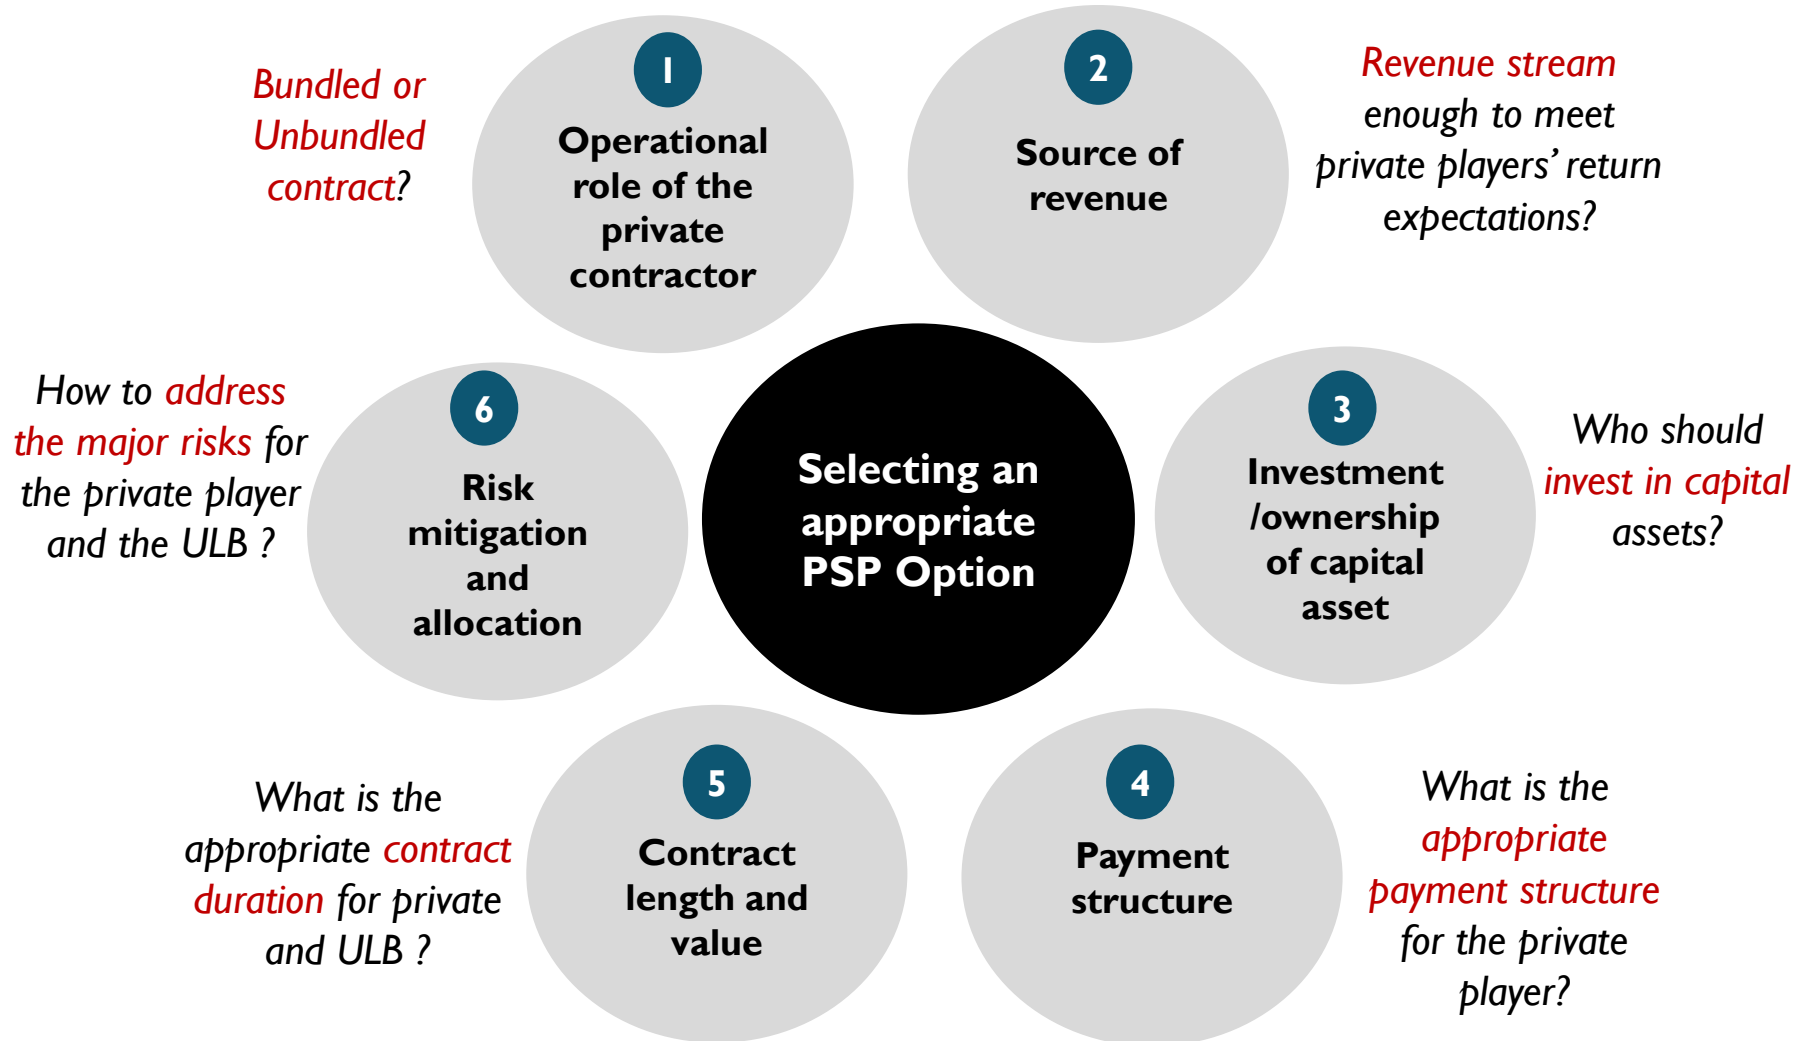 Bundled or
Unbundled
contract?
1
Operational
role of the
private
contractor
2
Source of
revenue
Revenue stream
enough to meet
private players’ return
expectations?
How to address
the major risks for
the private player
and the ULB ?
6
Risk
mitigation
and
allocation
Selecting an
appropriate
PSP Option
3
Investment
/ownership
of capital
asset
Who should
invest in capital
assets?
What is the
appropriate contract
duration for private
and ULB ?
5
Contract
length and
value
4
Payment
structure
What is the
appropriate
payment structure
for the private
player?